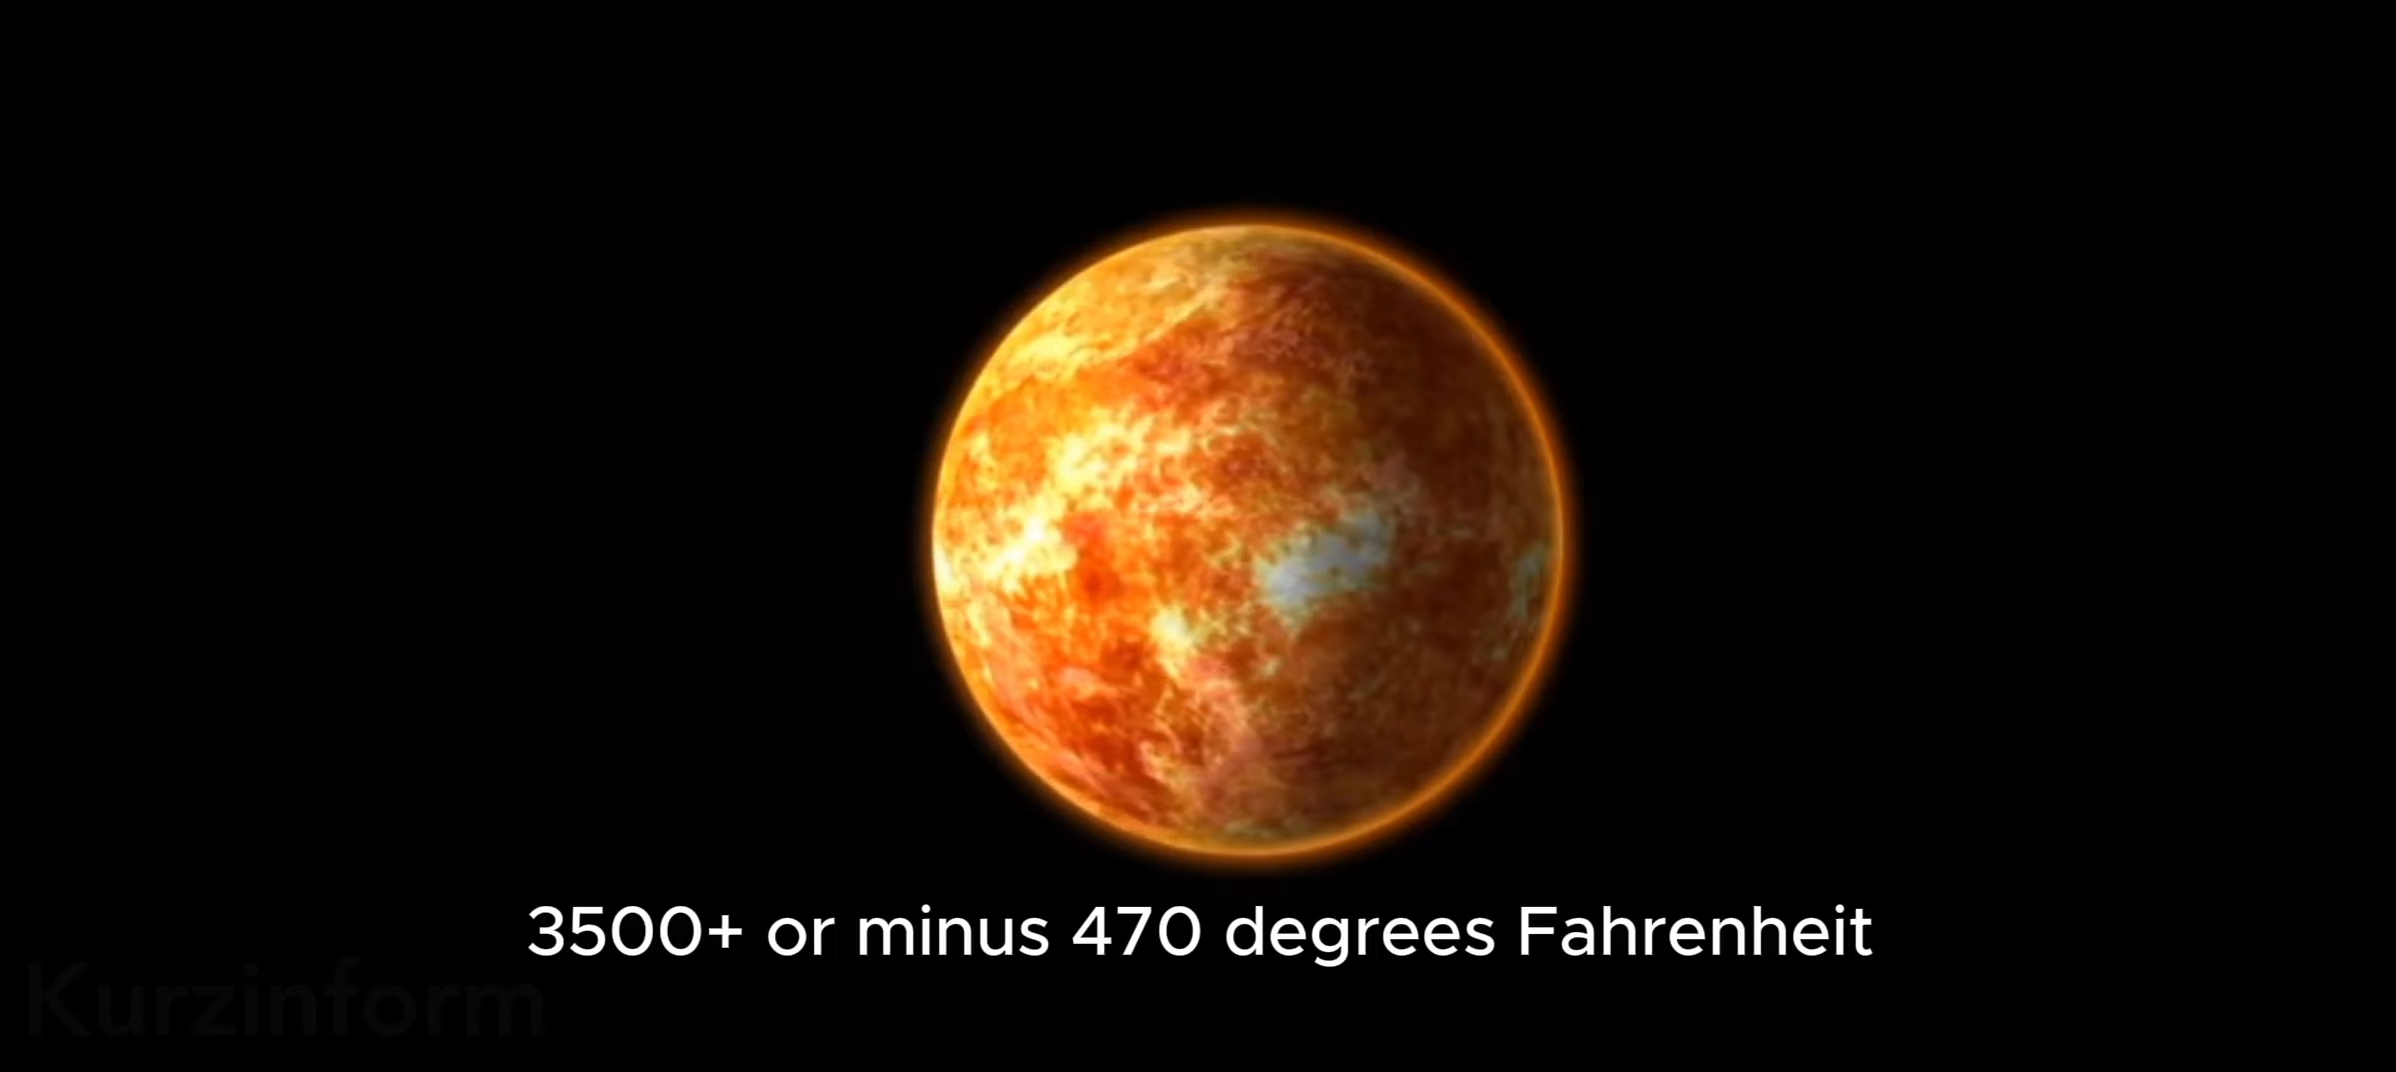 3500+ or minus 470 degrees Fahrenheit
Kurzinform